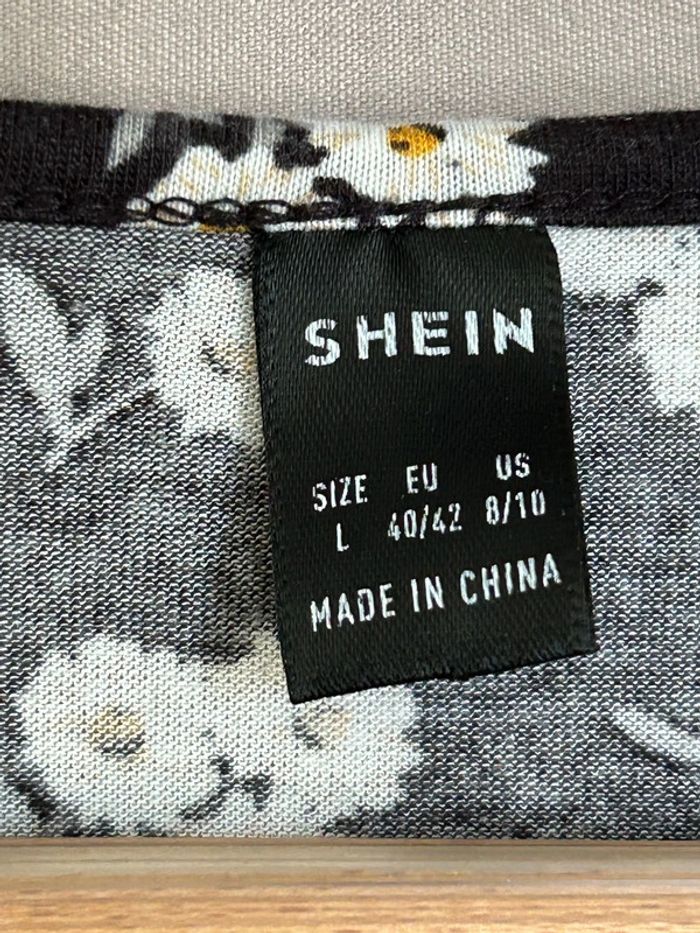 SHEIN
SIZE EU US
L 40/42 8/10
MADE IN CHINA